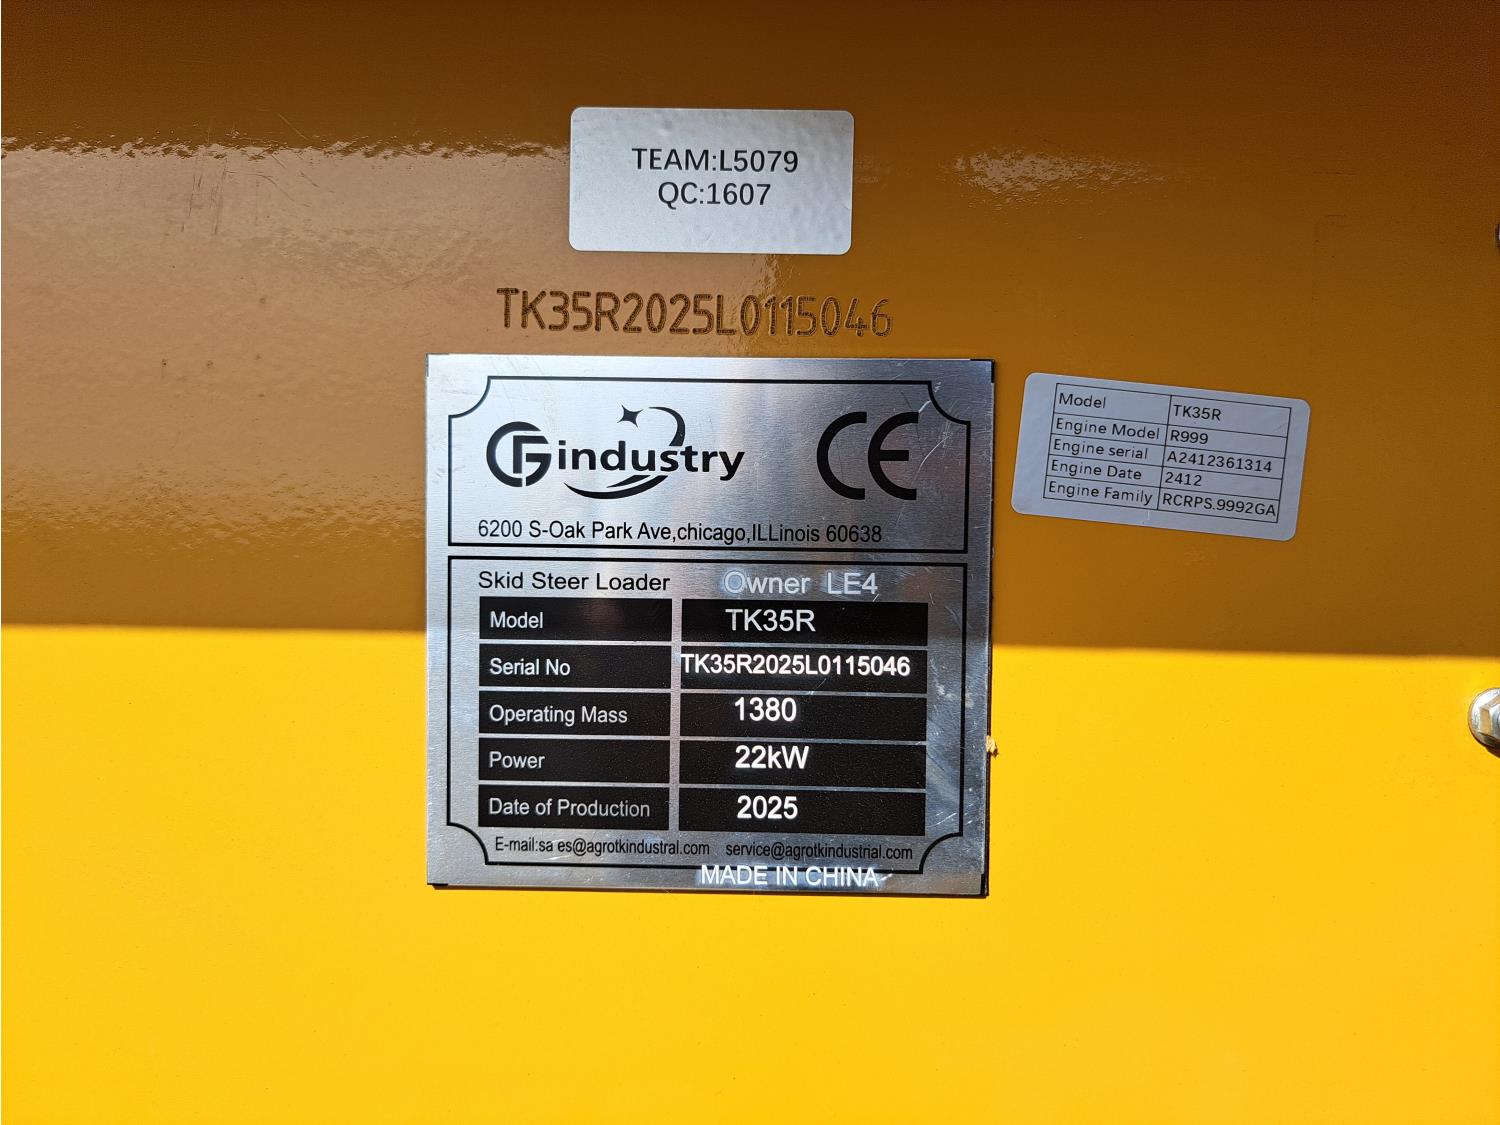 TEAM:L5079
QC:1607
TK35R2025L0115046
GFindustry CE
6200 S-Oak Park Ave,chicago,ILLinois 60638
Skid Steer Loader Owner LE4
Model TK35R
Serial No TK35R2025L0115046
Operating Mass 1380
Power 22kW
Date of Production 2025
E-mail:sa es@agrotkindustral.com service@agrotkindustrial.com
MADE IN CHINA
Model TK35R
Engine Model R999
Engine serial A2412361314
Engine Date 2412
Engine Family RCRPS.9992GA